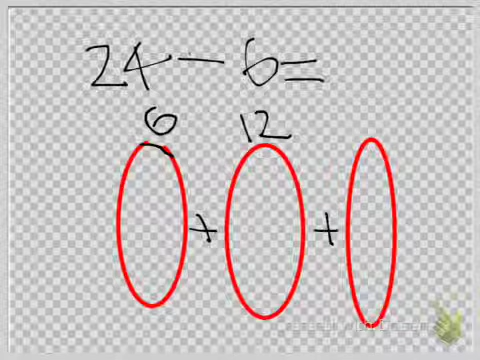 24 - 6 =
6 12
+ +